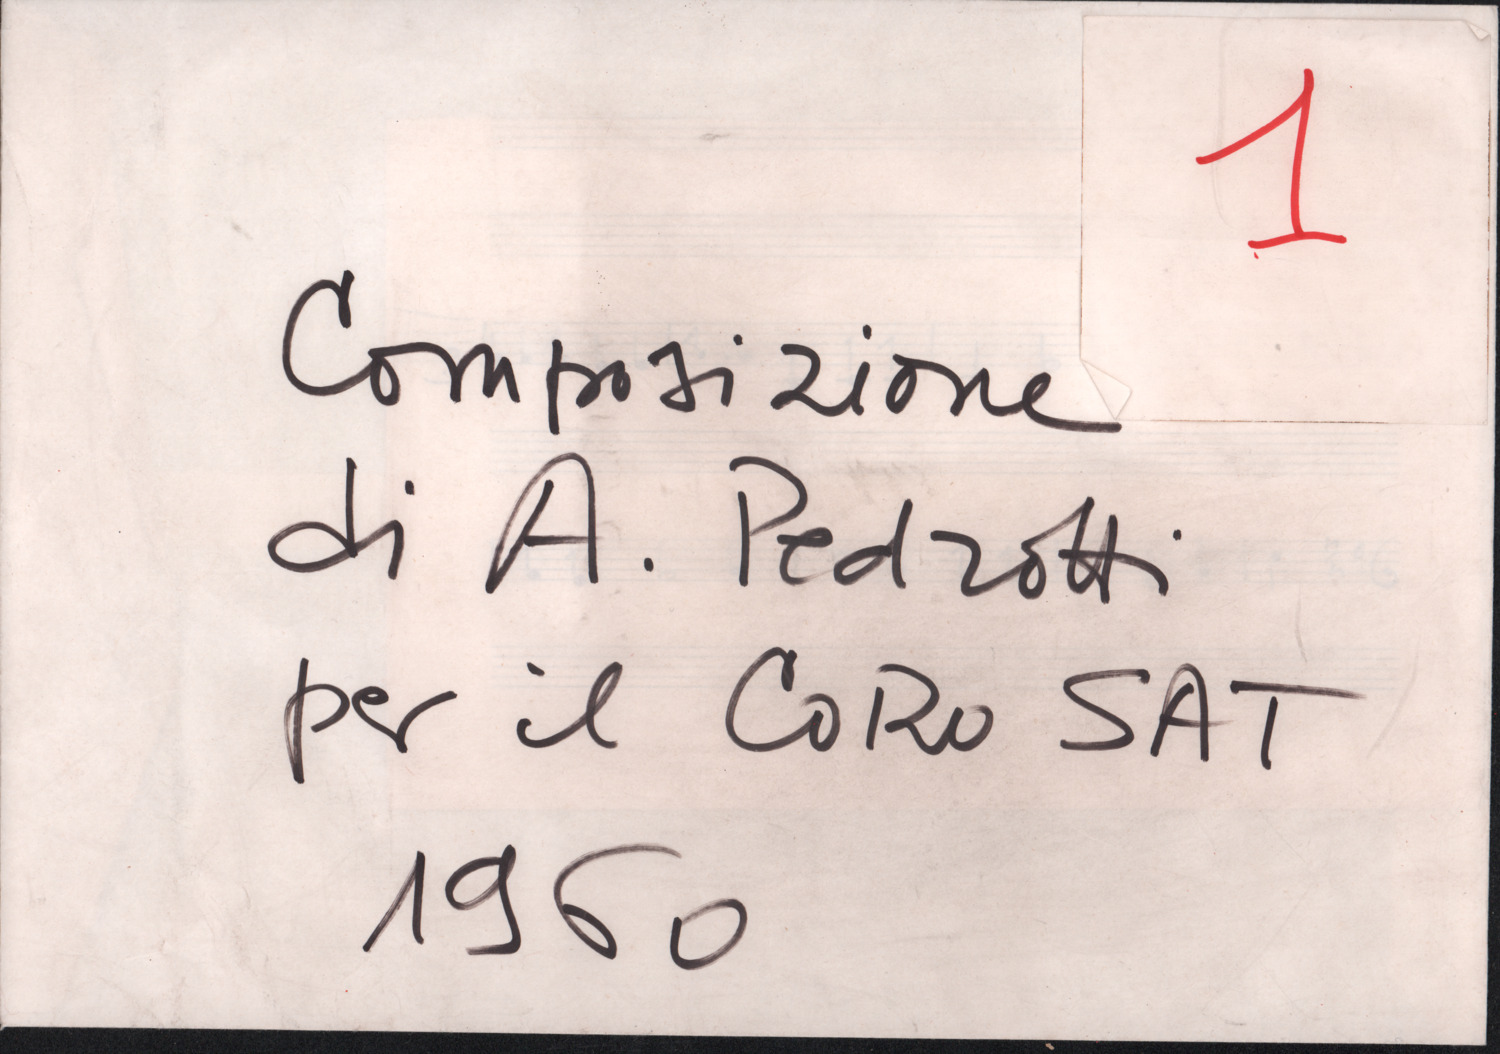 1
Composizione
di A. Pedrotti
per il CORO SAT
1960